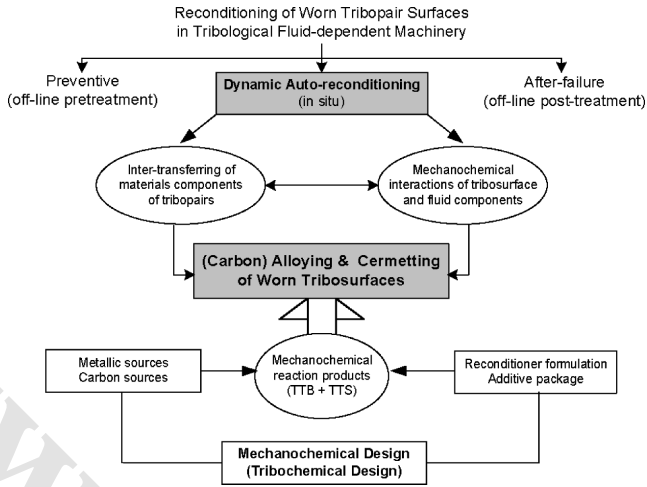 Reconditioning of Worn Tribopair Surfaces
in Tribological Fluid-dependent Machinery
Preventive
(off-line pretreatment)
Dynamic Auto-reconditioning
(in situ)
After-failure
(off-line post-treatment)
Inter-transferring of
materials components
of tribopairs
Mechanochemical
interactions of tribosurface
and fluid components
(Carbon) Alloying & Cermetting
of Worn Tribosurfaces
Metallic sources
Carbon sources
Mechanochemical
reaction products
(TTB + TTS)
Reconditioner formulation
Additive package
Mechanochemical Design
(Tribochemical Design)